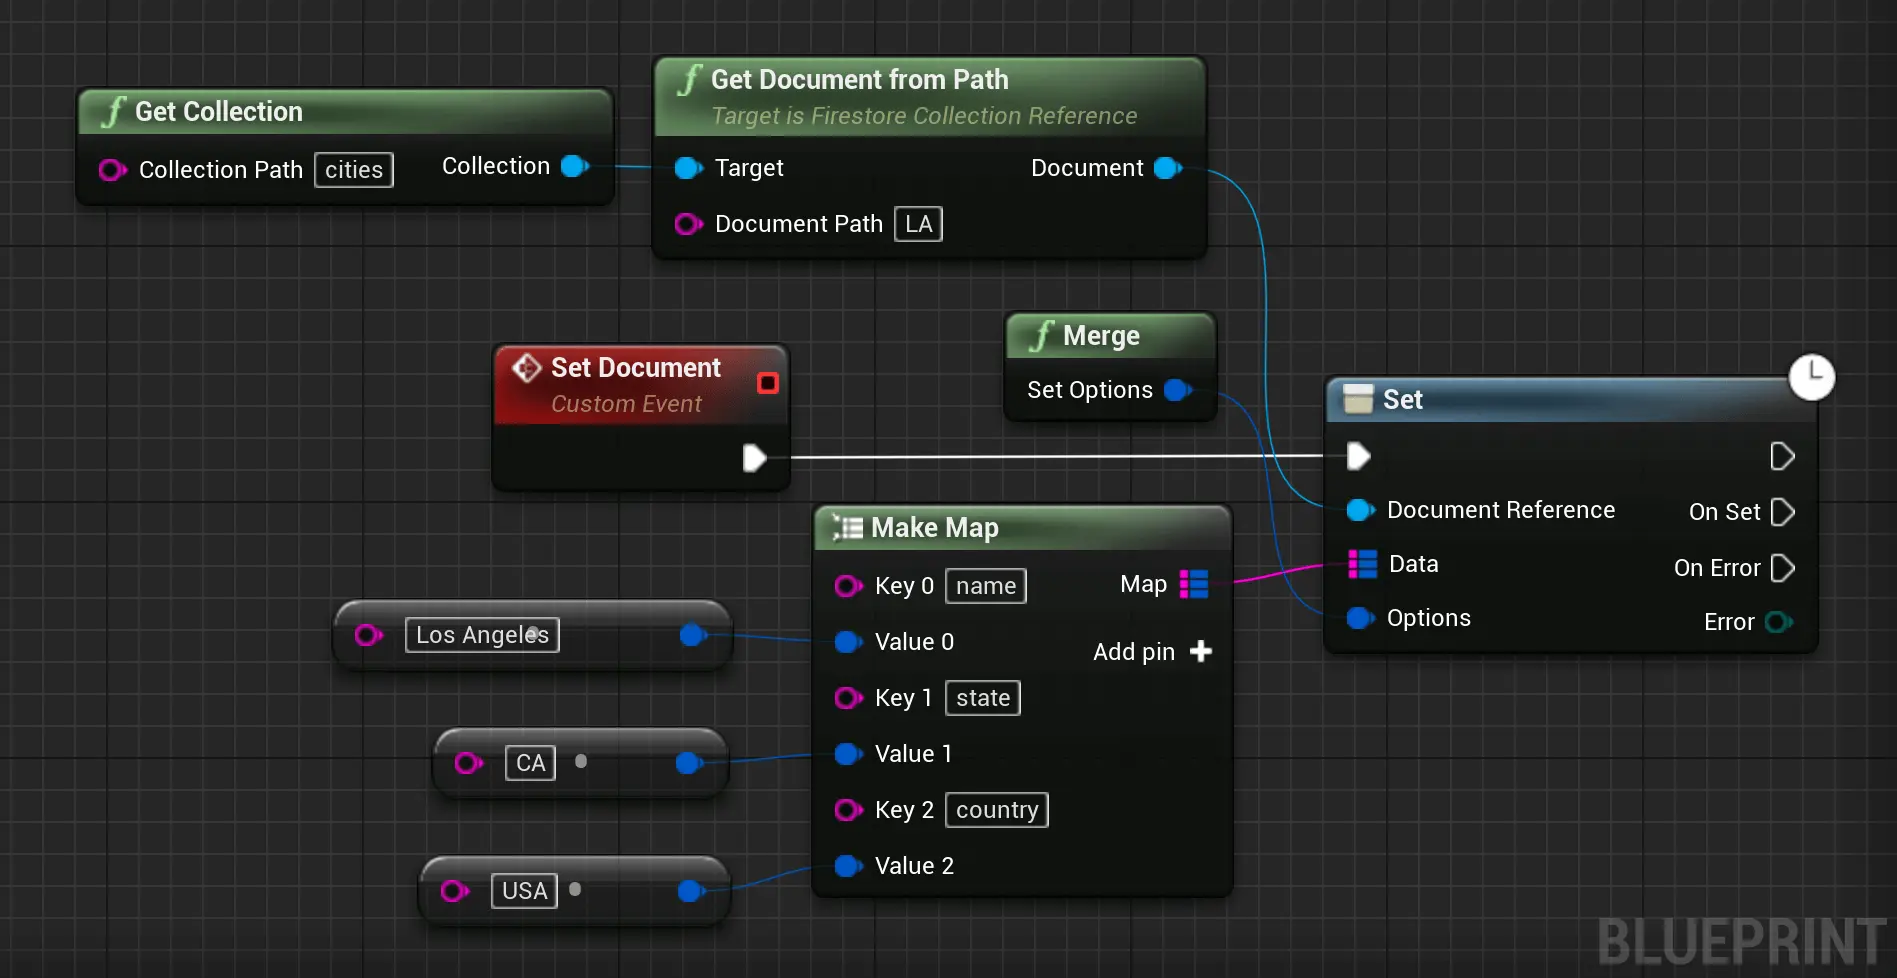 Get Collection
Collection Path cities Collection
Get Document from Path
Target is Firestore Collection Reference
Target Document
Document Path LA
Merge
Set Options
Set Document
Custom Event
Set
Document Reference On Set
Data On Error
Options Error
Make Map
Key 0 name Map
Value 0 Add pin
Key 1 state
Value 1
Key 2 country
Value 2
Los Angeles
CA
USA
BLUEPRINT